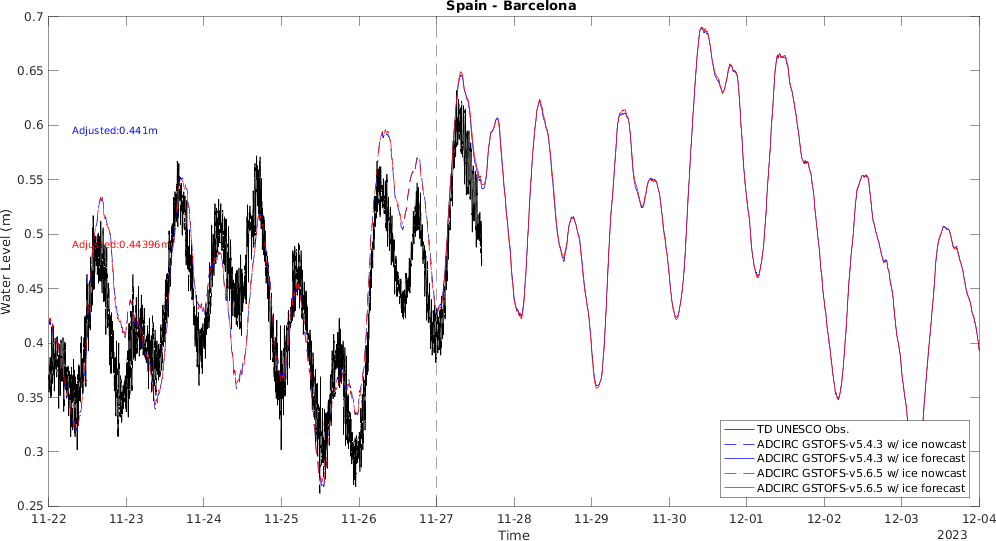 Spain - Barcelona
0.7
0.65
0.6
0.55
0.5
0.45
0.4
0.35
0.3
0.25
Water Level (m)
Adjusted:0.441m
Adjusted:0.44396m
TD UNESCO Obs.
ADCIRC GSTOFS-v5.4.3 w/ ice nowcast
ADCIRC GSTOFS-v5.4.3 w/ ice forecast
ADCIRC GSTOFS-v5.6.5 w/ ice nowcast
ADCIRC GSTOFS-v5.6.5 w/ ice forecast
11-22 11-23 11-24 11-25 11-26 11-27 11-28 11-29 11-30 12-01 12-02 12-03 12-04
Time
2023